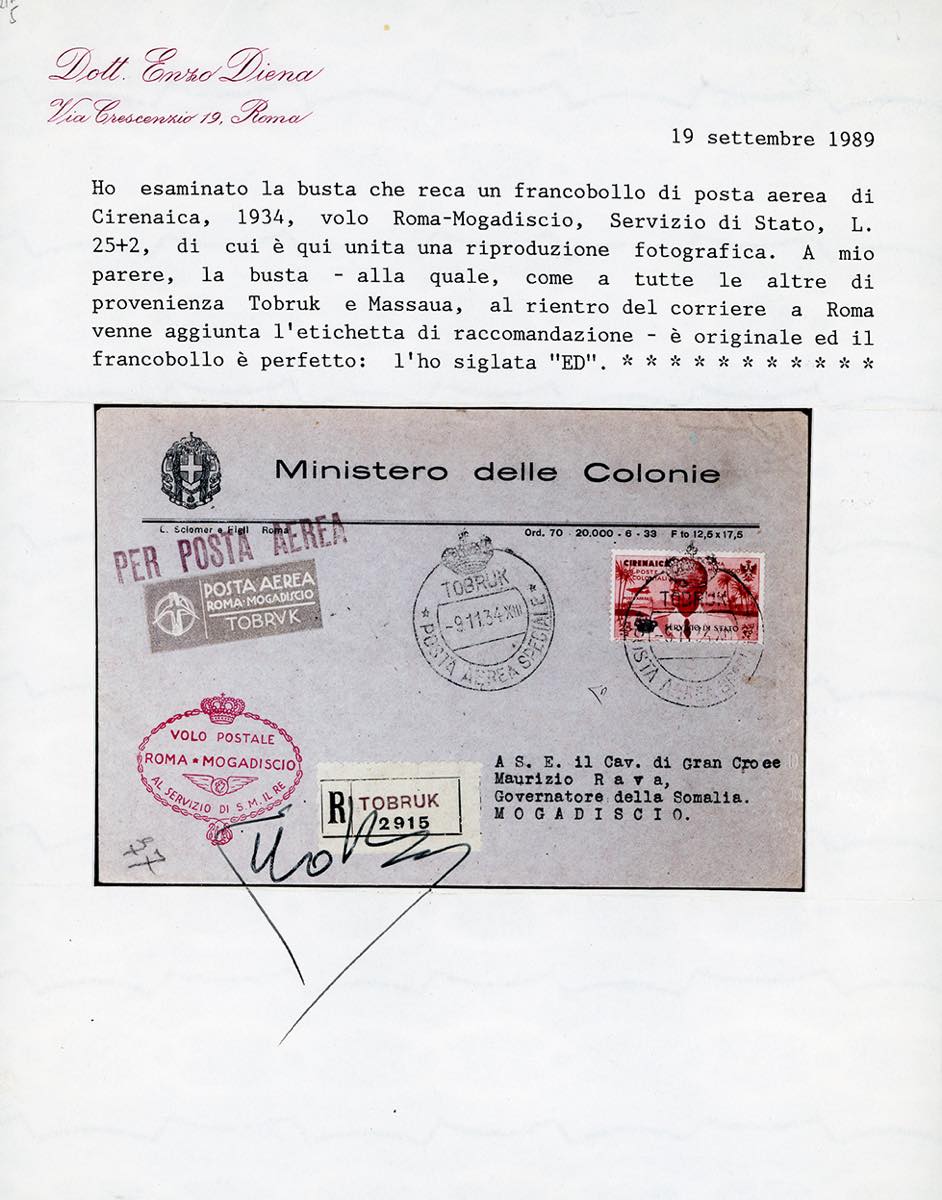 Dott. Enzo Diena
Via Crescenzio 19, Roma
19 settembre 1989
Ho esaminato la busta che reca un francobollo di posta aerea di
Cirenaica, 1934, volo Roma-Mogadiscio, Servizio di Stato, L.
25+2, di cui è qui unita una riproduzione fotografica. A mio
parere, la busta - alla quale, come a tutte le altre di
provenienza Tobruk e Massaua, al rientro del corriere a Roma
venne aggiunta l'etichetta di raccomandazione - è originale ed il
francobollo è perfetto: l'ho siglata "ED". * * * * * * * * * * *
Ministero delle Colonie
Roma
Ord. 70 - 20.000 - 6 - 33 F to 12,5 x 17,5
PER POSTA AEREA
POSTA AEREA
ROMA-MOGADISCIO
TOBRVK
TOBRUK
-9.11.34.XIII
* POSTA AEREA SPECIALE *
CIRENAICA
TOBRUK
SERVIZIO DI STATO
VOLO POSTALE
ROMA * MOGADISCIO
AL SERVIZIO DI S. M. IL RE
R
TOBRUK
2915
A S. E. il Cav. di Gran Croee
Maurizio Rava,
Governatore della Somalia.
MOGADISCIO.